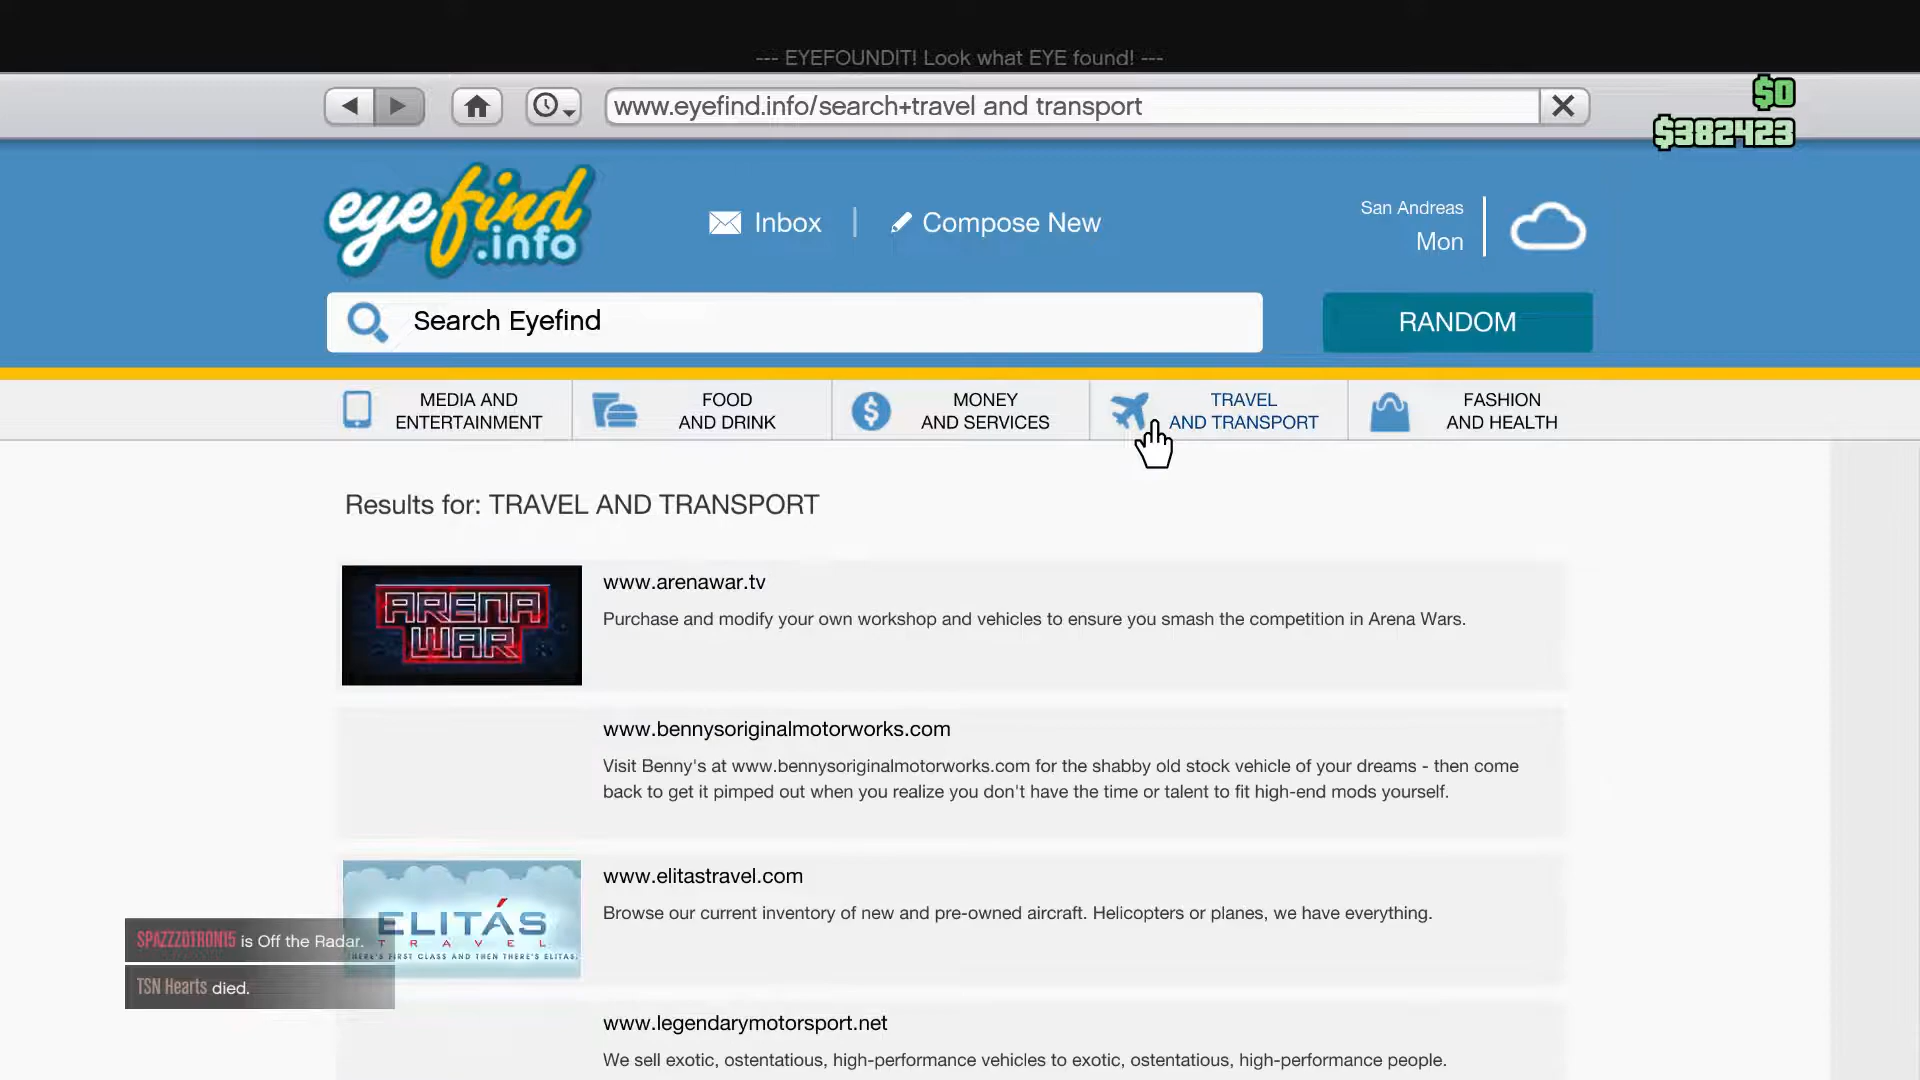 --- EYEFOUNDIT! Look what EYE found! ---
www.eyefind.info/search+travel and transport
$0
$382423
eyefind
.info
Inbox
Compose New
San Andreas
Mon
Search Eyefind
RANDOM
MEDIA AND
ENTERTAINMENT
FOOD
AND DRINK
MONEY
AND SERVICES
TRAVEL
AND TRANSPORT
FASHION
AND HEALTH
Results for: TRAVEL AND TRANSPORT
ARENA
WAR
www.arenawar.tv
Purchase and modify your own workshop and vehicles to ensure you smash the competition in Arena Wars.
www.bennysoriginalmotorworks.com
Visit Benny's at www.bennysoriginalmotorworks.com for the shabby old stock vehicle of your dreams - then come
back to get it pimped out when you realize you don't have the time or talent to fit high-end mods yourself.
ELITÁS
TRAVEL
THERE'S FIRST CLASS AND THEN THERE'S ELITAS.
www.elitastravel.com
Browse our current inventory of new and pre-owned aircraft. Helicopters or planes, we have everything.
SPAZZZOTRON15 is Off the Radar.
TSN Hearts died.
www.legendarymotorsport.net
We sell exotic, ostentatious, high-performance vehicles to exotic, ostentatious, high-performance people.